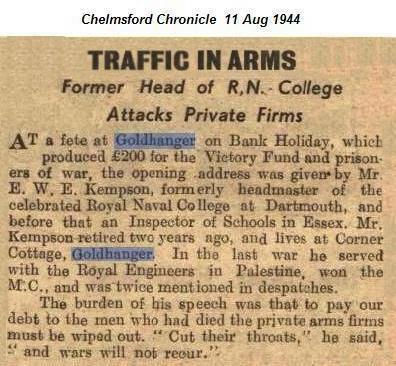 Chelmsford Chronicle 11 Aug 1944
TRAFFIC IN ARMS
Former Head of R,N.- College
Attacks Private Firms
AT a fete at Goldhanger on Bank Holiday, which
produced £200 for the Victory Fund and prison-
ers of war, the opening address was given by Mr.
E. W. E. Kempson, formerly headmaster of the
celebrated Royal Naval College at Dartmouth, and
before that an Inspector of Schools in Essex. Mr.
Kempson retired two years ago, and lives at Corner
Cottage, Goldhanger. In the last war he served
with the Royal Engineers in Palestine, won the
M.C., and was twice mentioned in despatches.
The burden of his speech was that to pay our
debt to the men who had died the private arms firms
must be wiped out. " Cut their throats," he said,
" and wars will not recur."